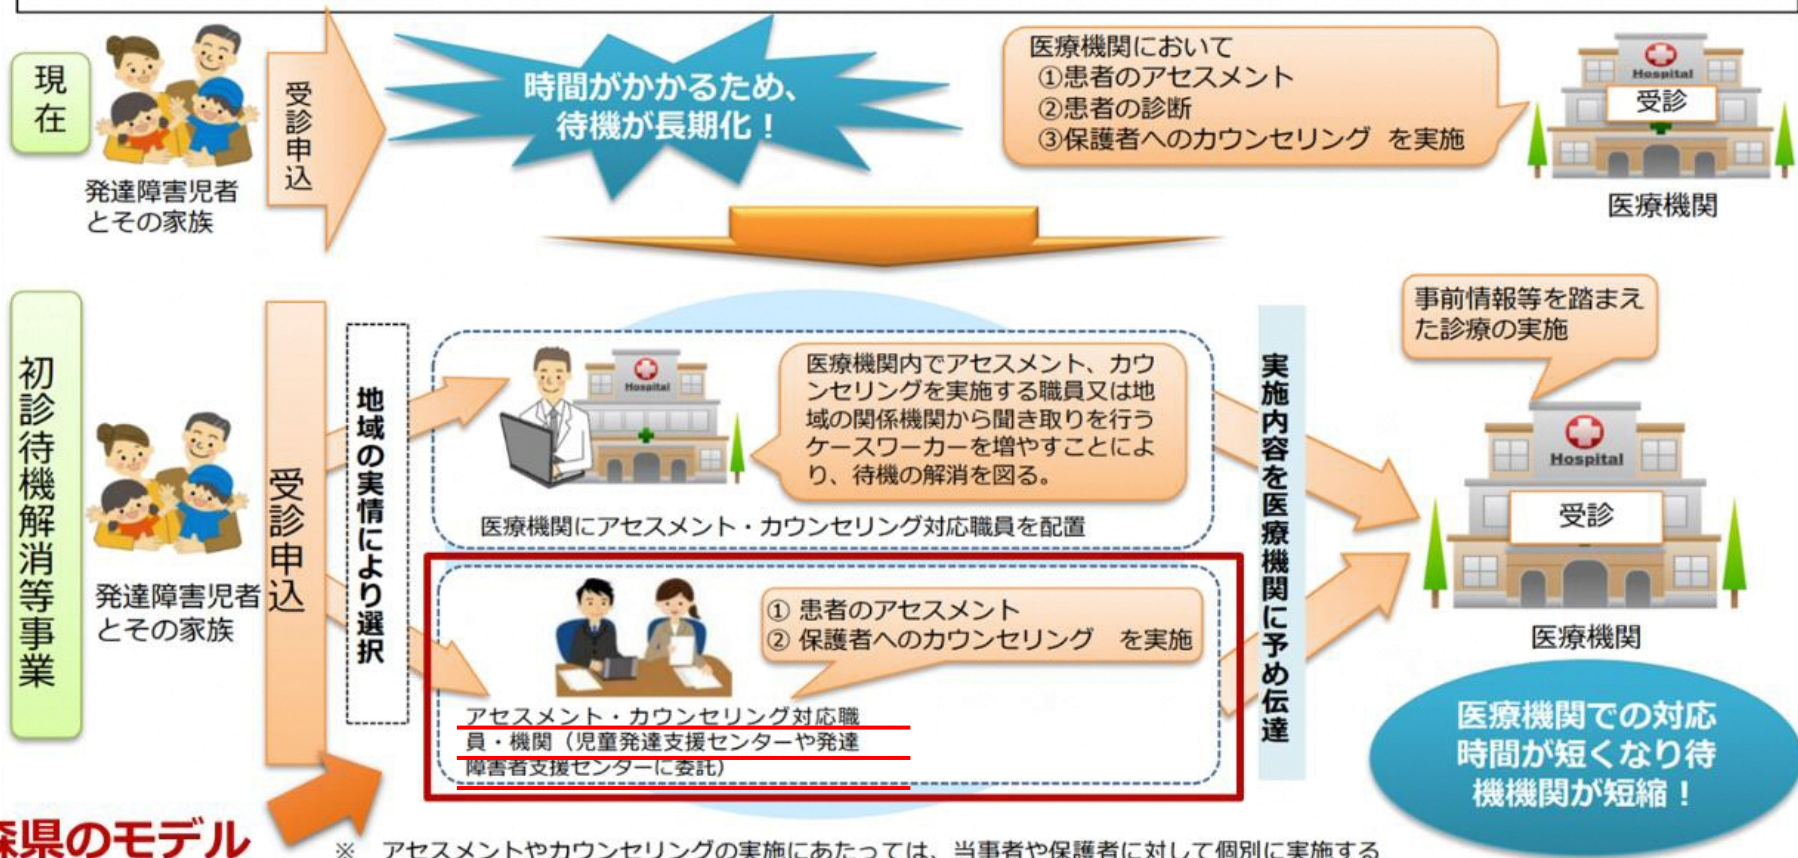 現在
発達障害児者
とその家族
受診申込
時間がかかるため、
待機が長期化！
医療機関において
①患者のアセスメント
②患者の診断
③保護者へのカウンセリング を実施
Hospital
受診
医療機関
初診待機解消等事業
発達障害児者
とその家族
受診申込
地域の実情により選択
Hospital
医療機関内でアセスメント、カウ
ンセリングを実施する職員又は地
域の関係機関から聞き取りを行う
ケースワーカーを増やすことによ
り、待機の解消を図る。
医療機関にアセスメント・カウンセリング対応職員を配置
① 患者のアセスメント
② 保護者へのカウンセリング を実施
アセスメント・カウンセリング対応職
員・機関（児童発達支援センターや発達
障害者支援センターに委託）
実施内容を医療機関に予め伝達
事前情報等を踏まえ
た診療の実施
Hospital
受診
医療機関
医療機関での対応
時間が短くなり待
機機関が短縮！
森県のモデル
※ アセスメントやカウンセリングの実施にあたっては、当事者や保護者に対して個別に実施する